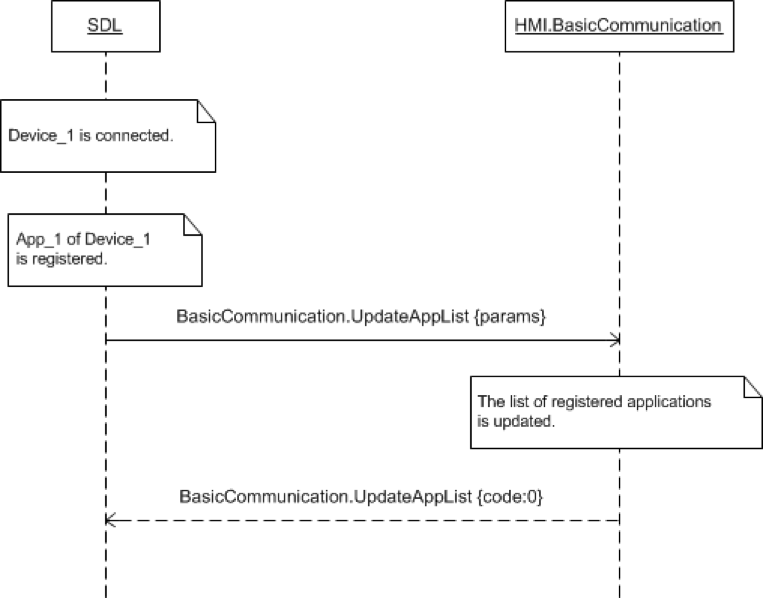 SDL
HMI.BasicCommunication
Device_1 is connected.
App_1 of Device_1
is registered.
BasicCommunication.UpdateAppList {params}
The list of registered applications
is updated.
BasicCommunication.UpdateAppList {code:0}